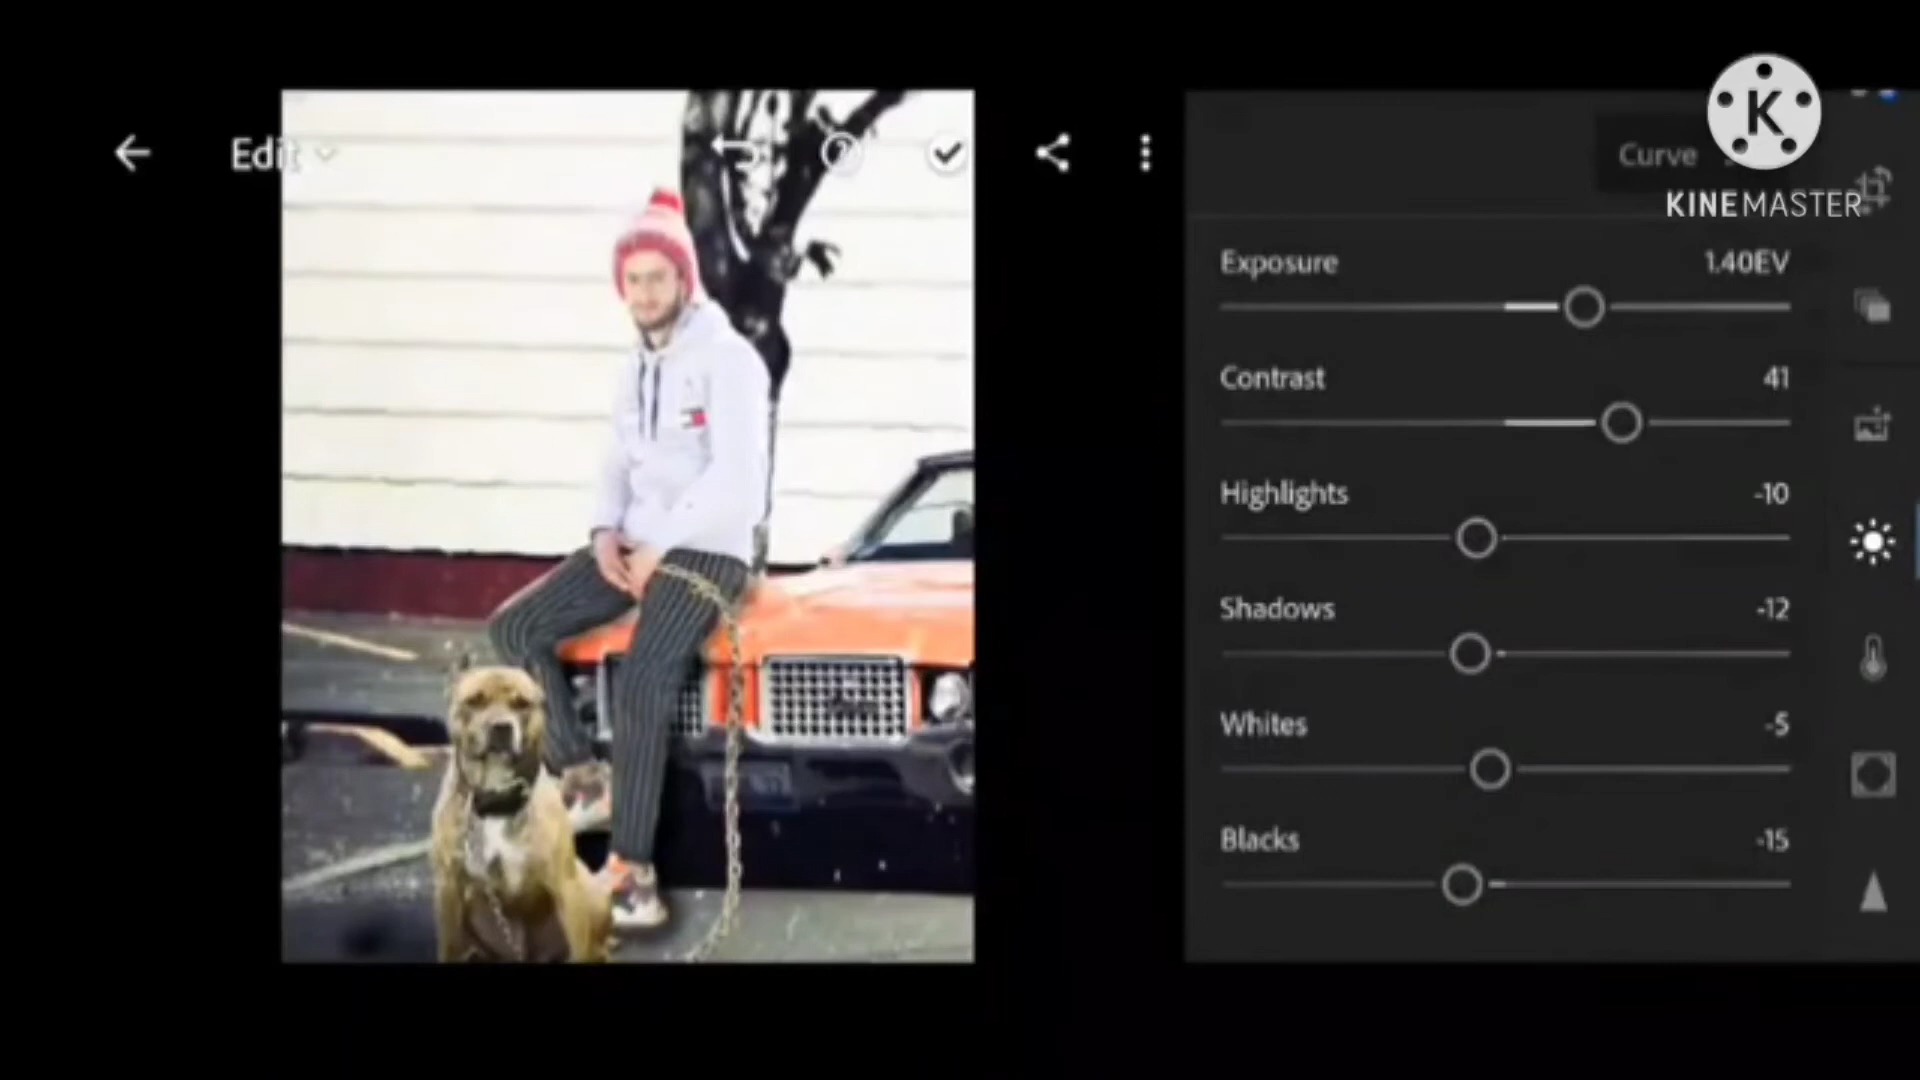 Edit
Curve
K
KINEMASTER
Exposure 1.40EV
Contrast 41
Highlights -10
Shadows -12
Whites -5
Blacks -15